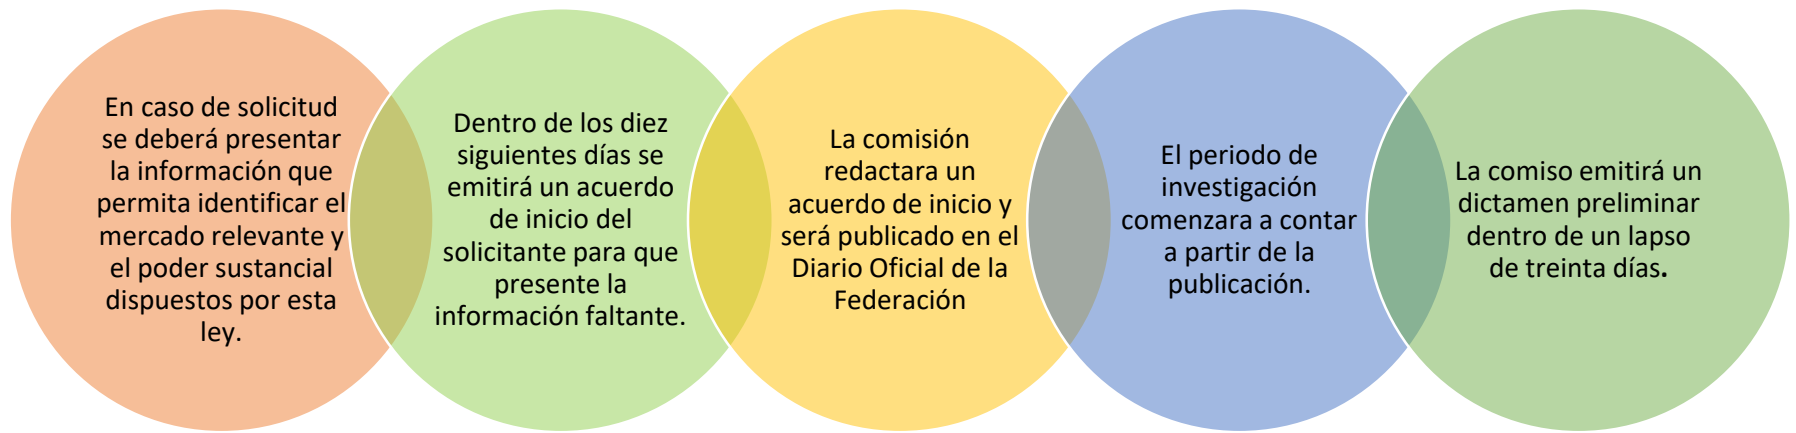 En caso de solicitud
se deberá presentar
la información que
permita identificar el
mercado relevante y
el poder sustancial
dispuestos por esta
ley.
Dentro de los diez
siguientes días se
emitirá un acuerdo
de inicio del
solicitante para que
presente la
información faltante.
La comisión
redactara un
acuerdo de inicio y
será publicado en el
Diario Oficial de la
Federación
El periodo de
investigación
comenzara a contar
a partir de la
publicación.
La comiso emitirá un
dictamen preliminar
dentro de un lapso
de treinta días.